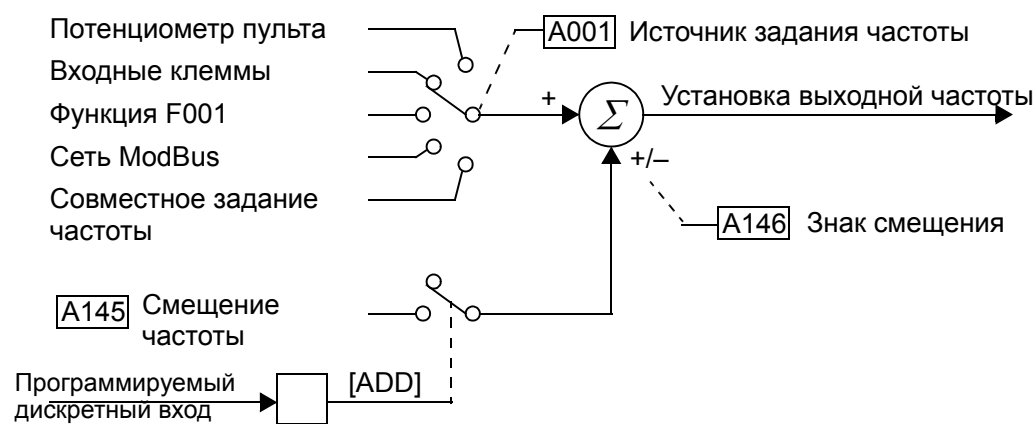 Потенциометр пульта
A001 Источник задания частоты
Входные клеммы
Функция F001
+
Σ
Установка выходной частоты
Сеть ModBus
+/–
Совместное задание
частоты
A146 Знак смещения
A145 Смещение
частоты
Программируемый
дискретный вход
[ADD]